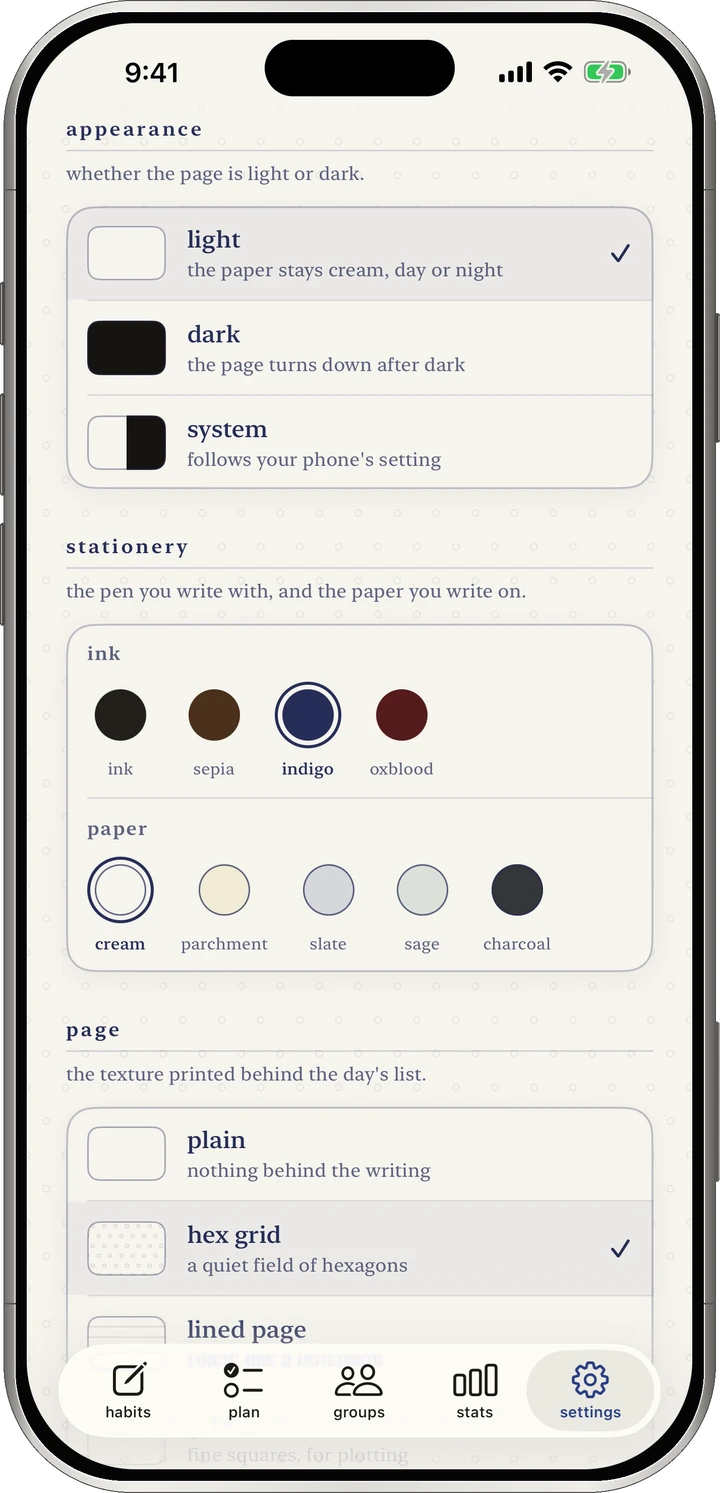 9:41
appearance
whether the page is light or dark.
light
the paper stays cream, day or night
dark
the page turns down after dark
system
follows your phone's setting
stationery
the pen you write with, and the paper you write on.
ink
ink
sepia
indigo
oxblood
paper
cream
parchment
slate
sage
charcoal
page
the texture printed behind the day's list.
plain
nothing behind the writing
hex grid
a quiet field of hexagons
lined page
habits
plan
groups
stats
settings
fine squares, for plotting